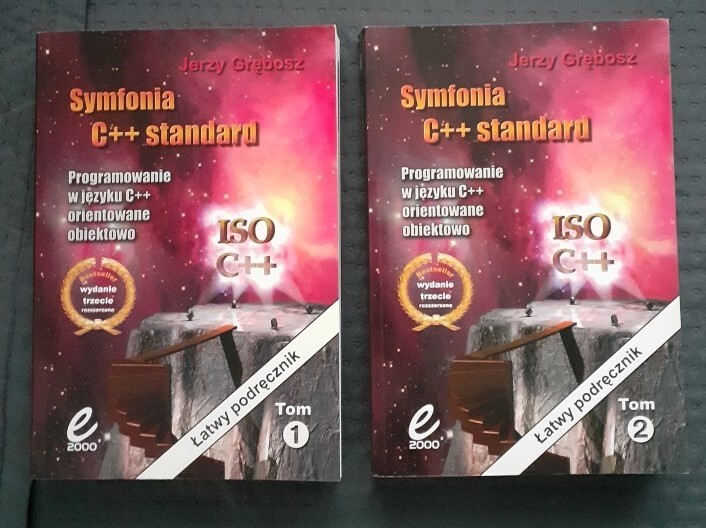 Jerzy Grębosz
Symfonia
C++ standard
Programowanie
w języku C++
orientowane
obiektowo
ISO
C++
Bestseller
wydanie
trzecie
rozszerzone
Łatwy podręcznik
e
2000
Tom
1
Jerzy Grębosz
Symfonia
C++ standard
Programowanie
w języku C++
orientowane
obiektowo
ISO
C++
Bestseller
wydanie
trzecie
rozszerzone
Łatwy podręcznik
e
2000
Tom
2